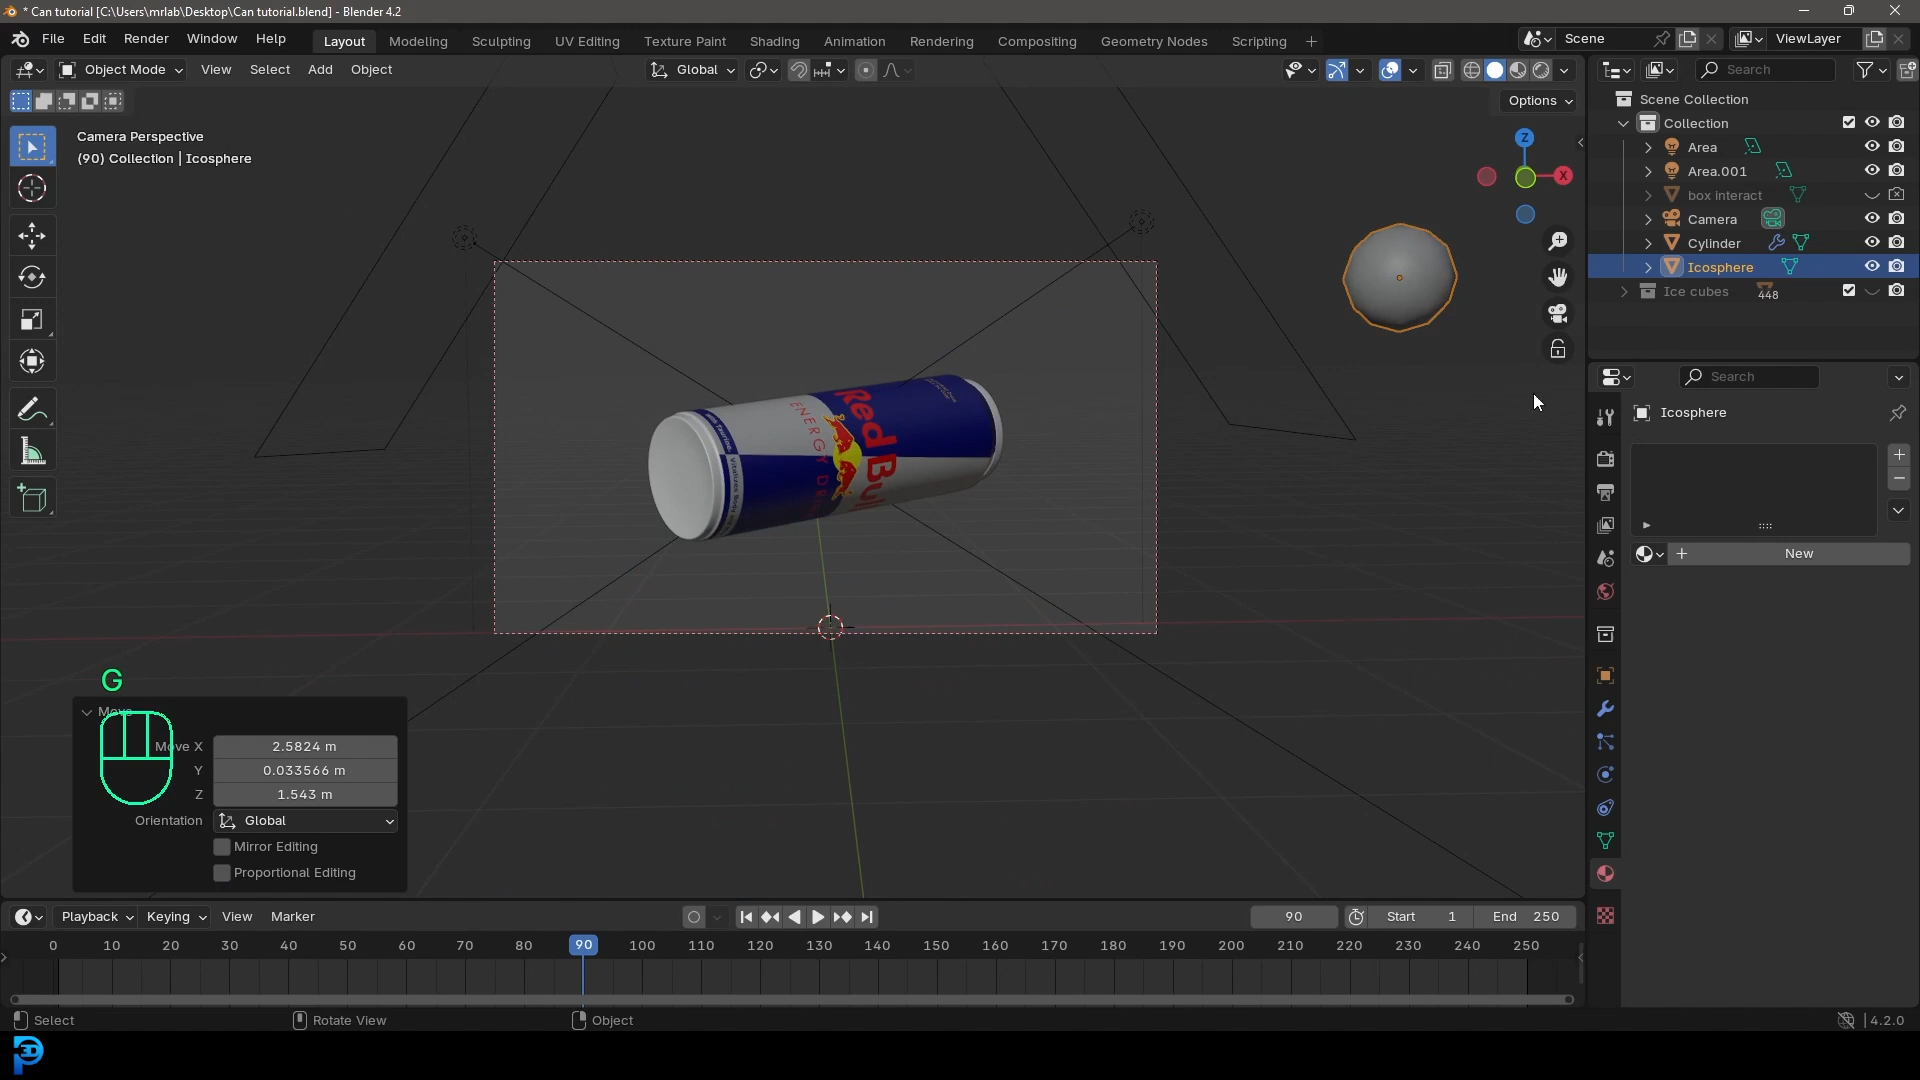 * Can tutorial [C:\Users\mrlab\Desktop\Can tutorial.blend] - Blender 4.2
File Edit Render Window Help Layout Modeling Sculpting UV Editing Texture Paint Shading Animation Rendering Compositing Geometry Nodes Scripting + Scene ViewLayer
Object Mode View Select Add Object Global Search
Options
Scene Collection
Collection
Camera Perspective
(90) Collection | Icosphere
Z
X
Area
Area.001
box interact
Camera
Cylinder
Icosphere
Ice cubes 448
Search
Icosphere
New
Red Bull
ENERGY DR
G
Move
Move X 2.5824 m
Y 0.033566 m
Z 1.543 m
Orientation Global
Mirror Editing
Proportional Editing
Playback Keying View Marker 90 Start 1 End 250
0 10 20 30 40 50 60 70 80 90 100 110 120 130 140 150 160 170 180 190 200 210 220 230 240 250
Select Rotate View Object 4.2.0